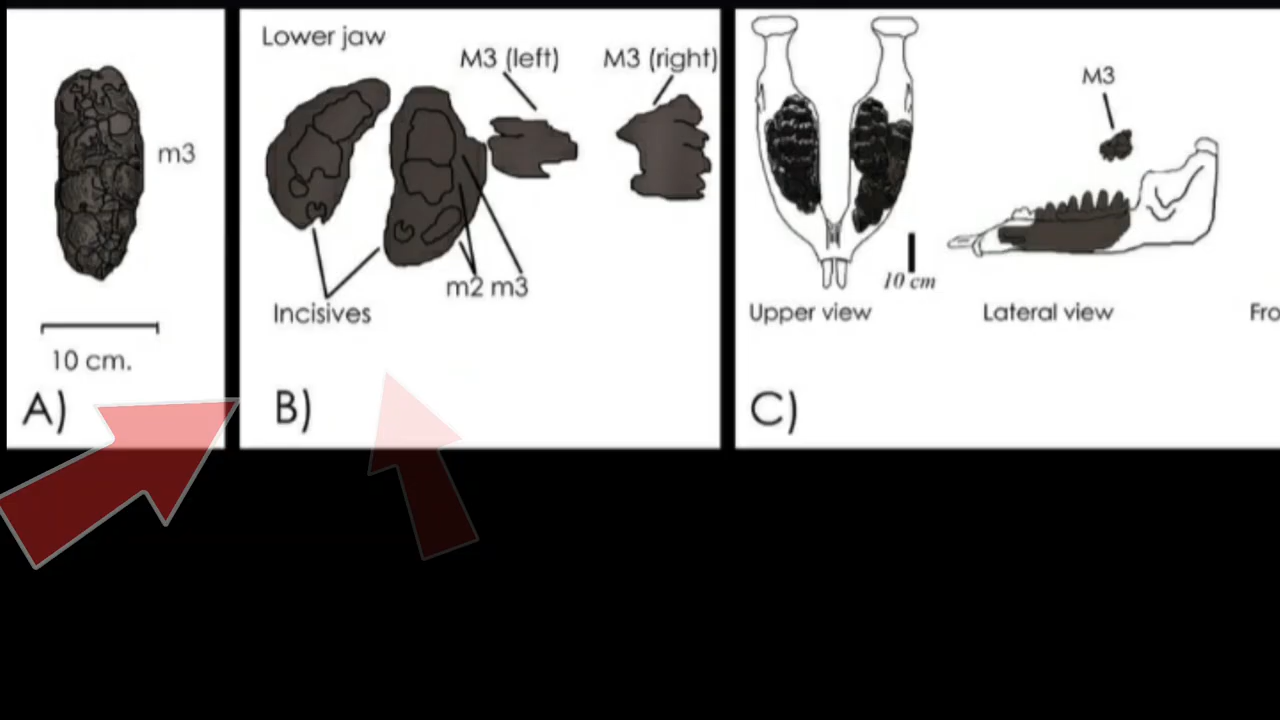 m3
10 cm.
A)
Lower jaw
M3 (left)
M3 (right)
m2 m3
Incisives
B)
M3
10 cm
Upper view
Lateral view
Fro
C)